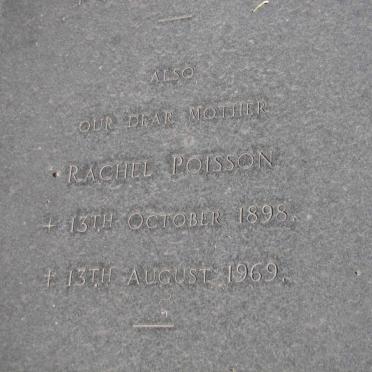 ALSO
OUR DEAR MOTHER
RACHEL POISSON
+ 13TH OCTOBER 1898.
+ 13TH AUGUST 1969.